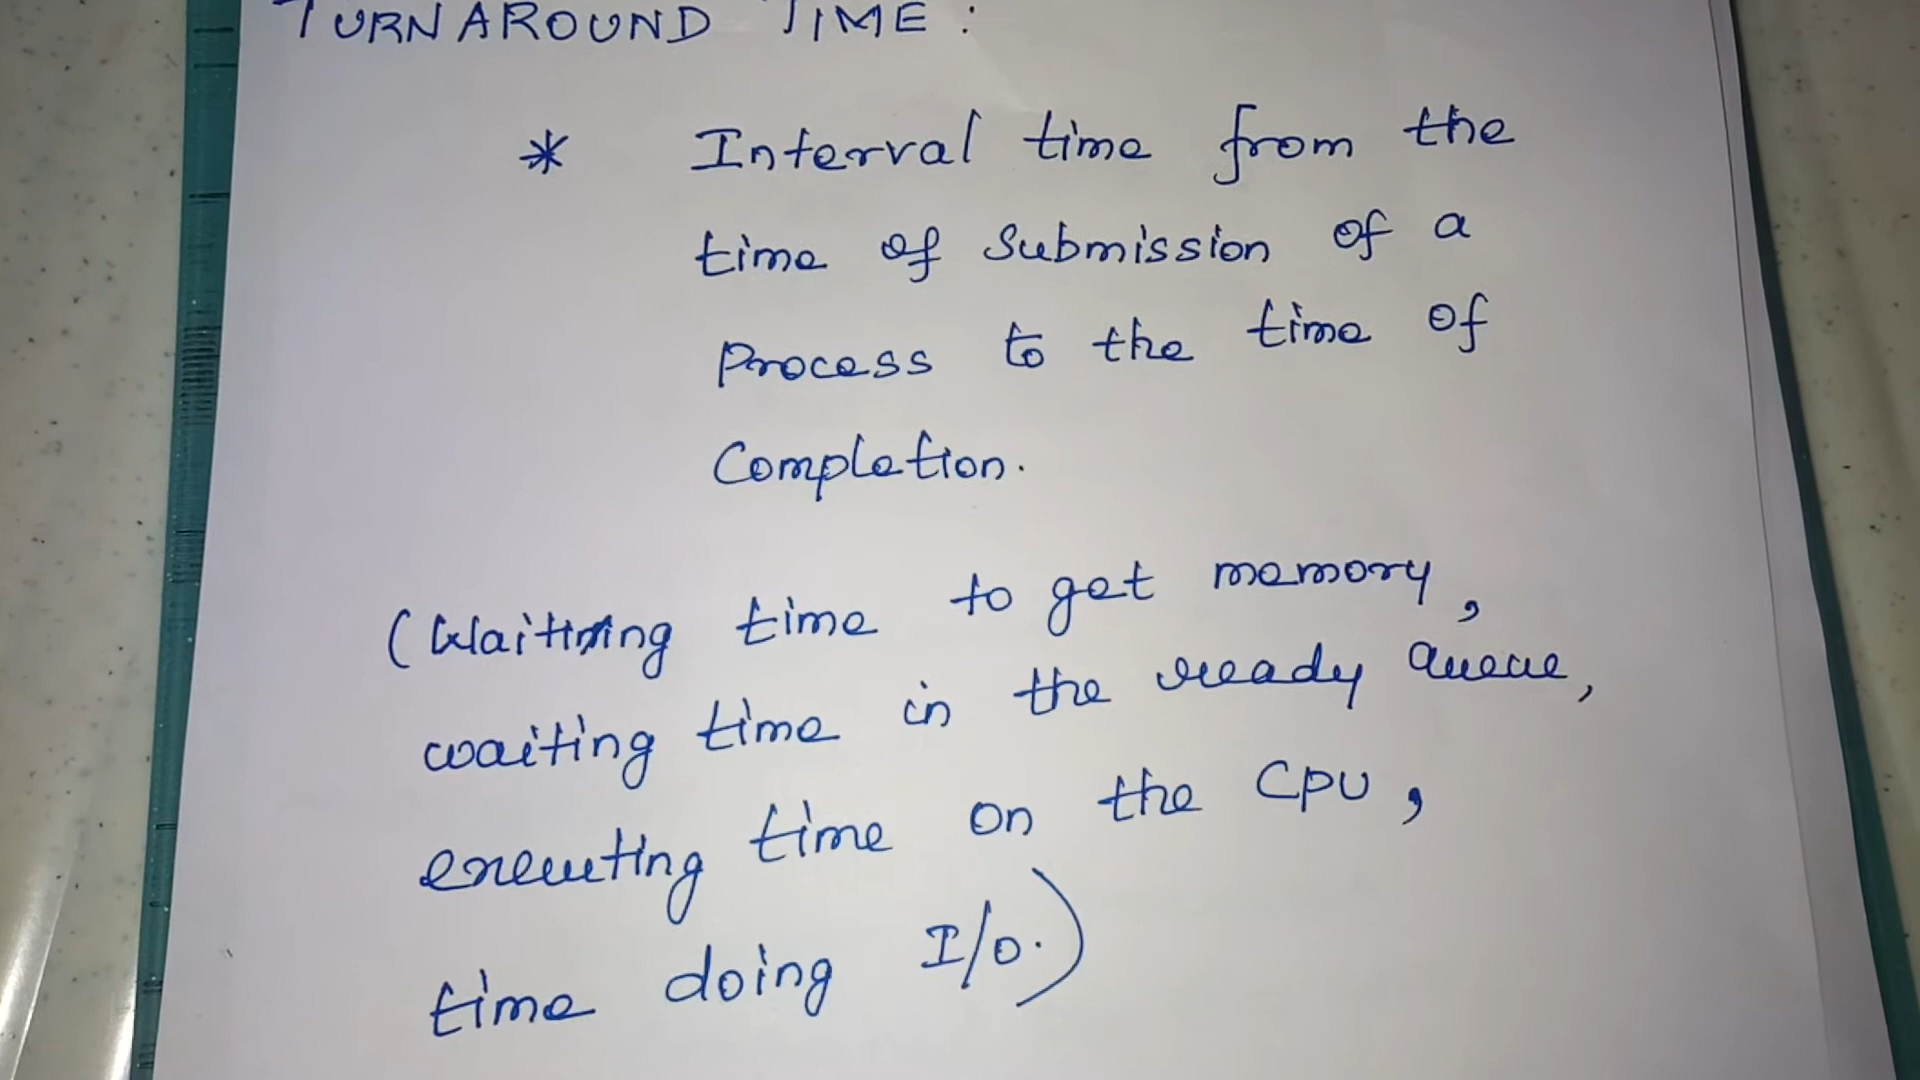 TURNAROUND TIME:
* Interval time from the
time of Submission of a
Process to the time of
Completion.
(Waiting time to get memory,
waiting time in the ready Queue,
executing time on the CPU,
time doing I/O.)